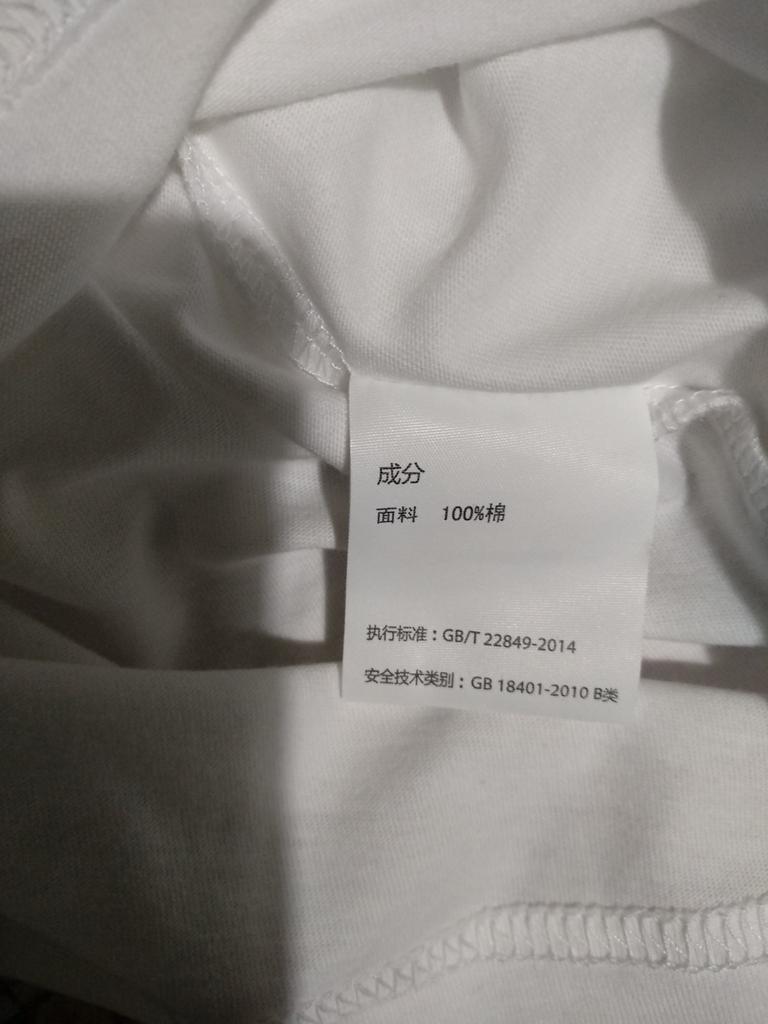 成分
面料 100%棉
执行标准：GB/T 22849-2014
安全技术类别：GB 18401-2010 B类